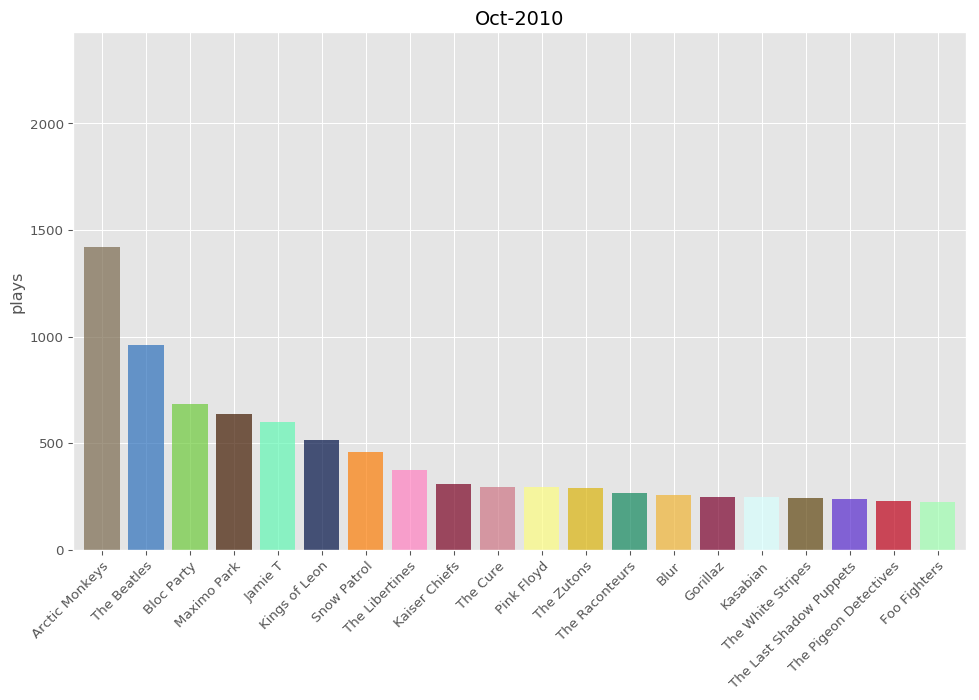 Oct-2010
plays
2000
1500
1000
500
0
Arctic Monkeys
The Beatles
Bloc Party
Maximo Park
Jamie T
Kings of Leon
Snow Patrol
The Libertines
Kaiser Chiefs
The Cure
Pink Floyd
The Zutons
The Raconteurs
Blur
Gorillaz
Kasabian
The White Stripes
The Last Shadow Puppets
The Pigeon Detectives
Foo Fighters